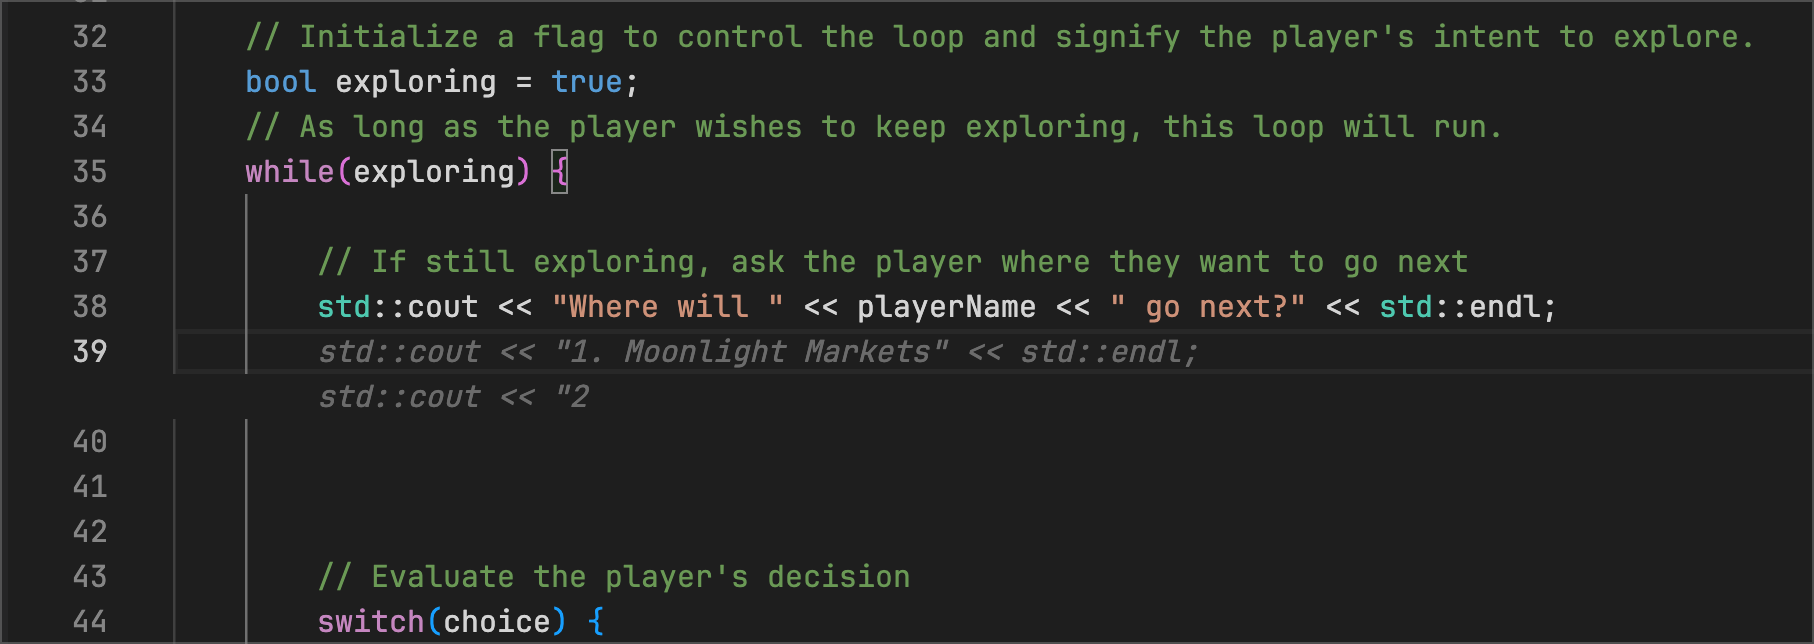 32 // Initialize a flag to control the loop and signify the player's intent to explore.
33 bool exploring = true;
34 // As long as the player wishes to keep exploring, this loop will run.
35 while(exploring) {
36
37 // If still exploring, ask the player where they want to go next
38 std::cout << "Where will " << playerName << " go next?" << std::endl;
39 std::cout << "1. Moonlight Markets" << std::endl;
std::cout << "2
40
41
42
43 // Evaluate the player's decision
44 switch(choice) {